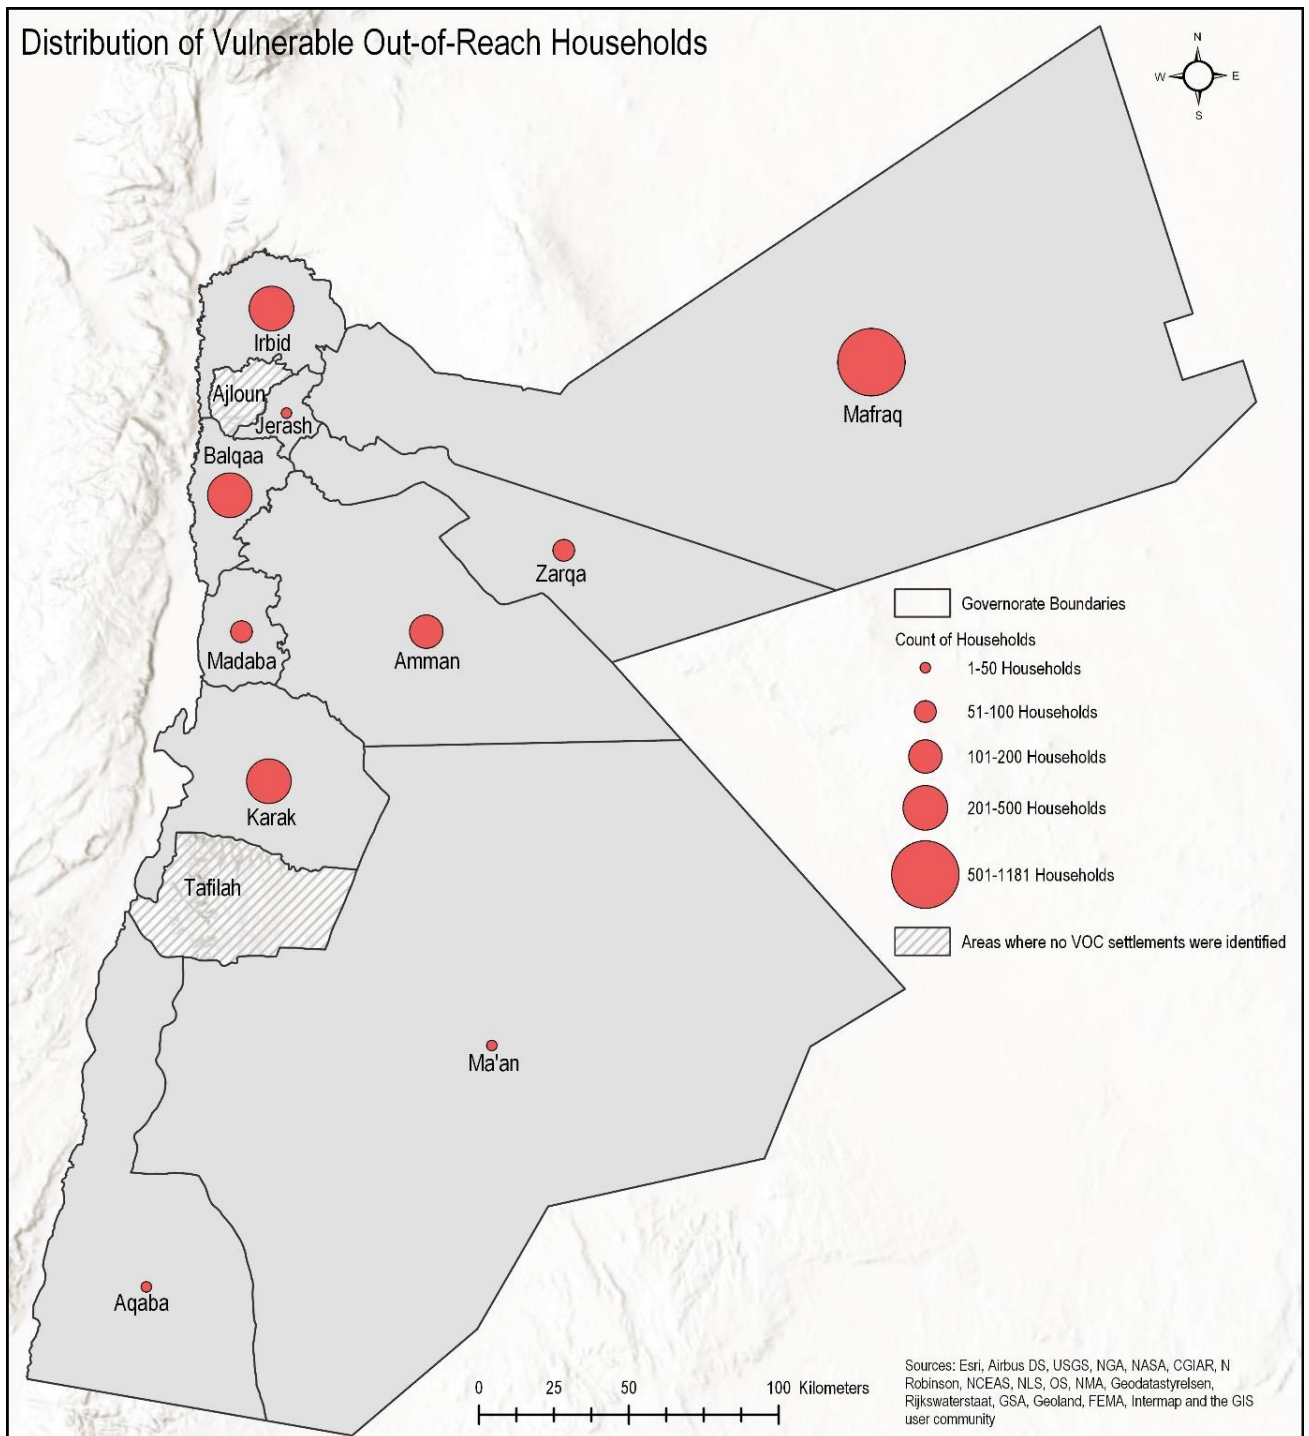 Distribution of Vulnerable Out-of-Reach Households
N
W
E
S
Irbid
Ajloun
Jerash
Mafraq
Balqaa
Zarqa
Madaba
Amman
Karak
Tafilah
Ma'an
Aqaba
Governorate Boundaries
Count of Households
1-50 Households
51-100 Households
101-200 Households
201-500 Households
501-1181 Households
Areas where no VOC settlements were identified
0 25 50 100 Kilometers
Sources: Esri, Airbus DS, USGS, NGA, NASA, CGIAR, N
Robinson, NCEAS, NLS, OS, NMA, Geodatastyrelsen,
Rijkswaterstaat, GSA, Geoland, FEMA, Intermap and the GIS
user community